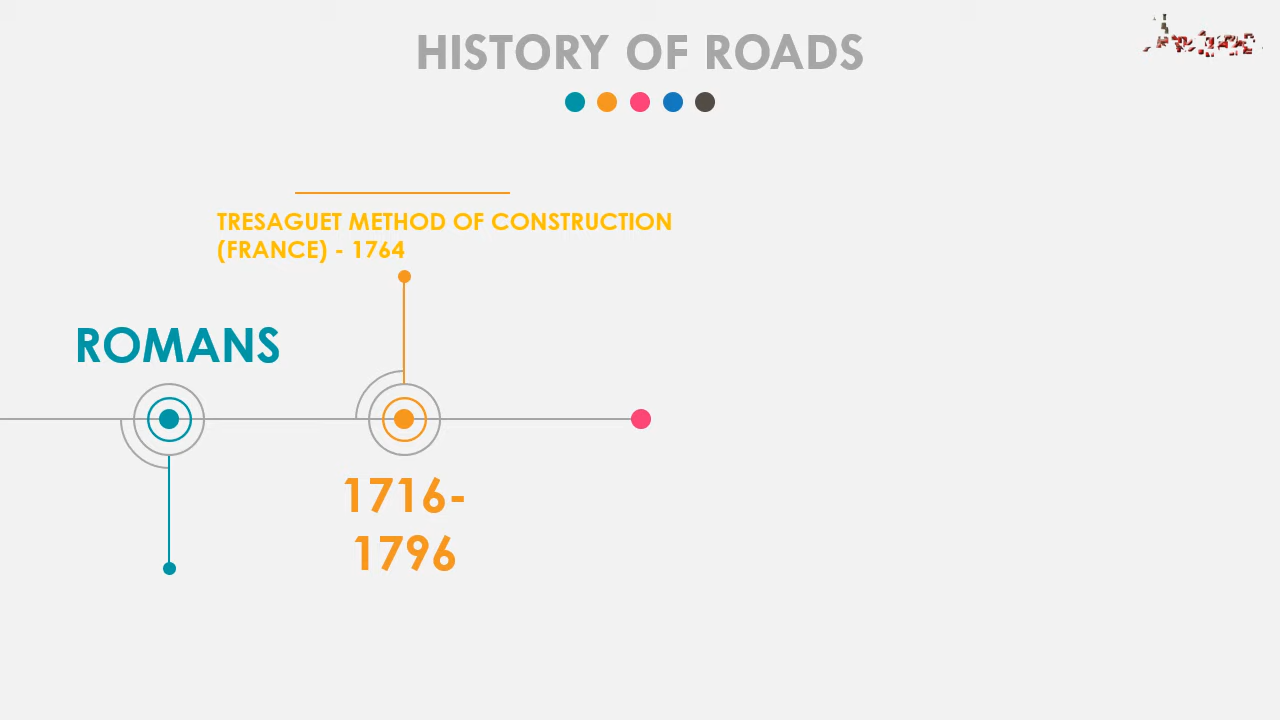 HISTORY OF ROADS
TRESAGUET METHOD OF CONSTRUCTION
(FRANCE) - 1764
ROMANS
1716-
1796